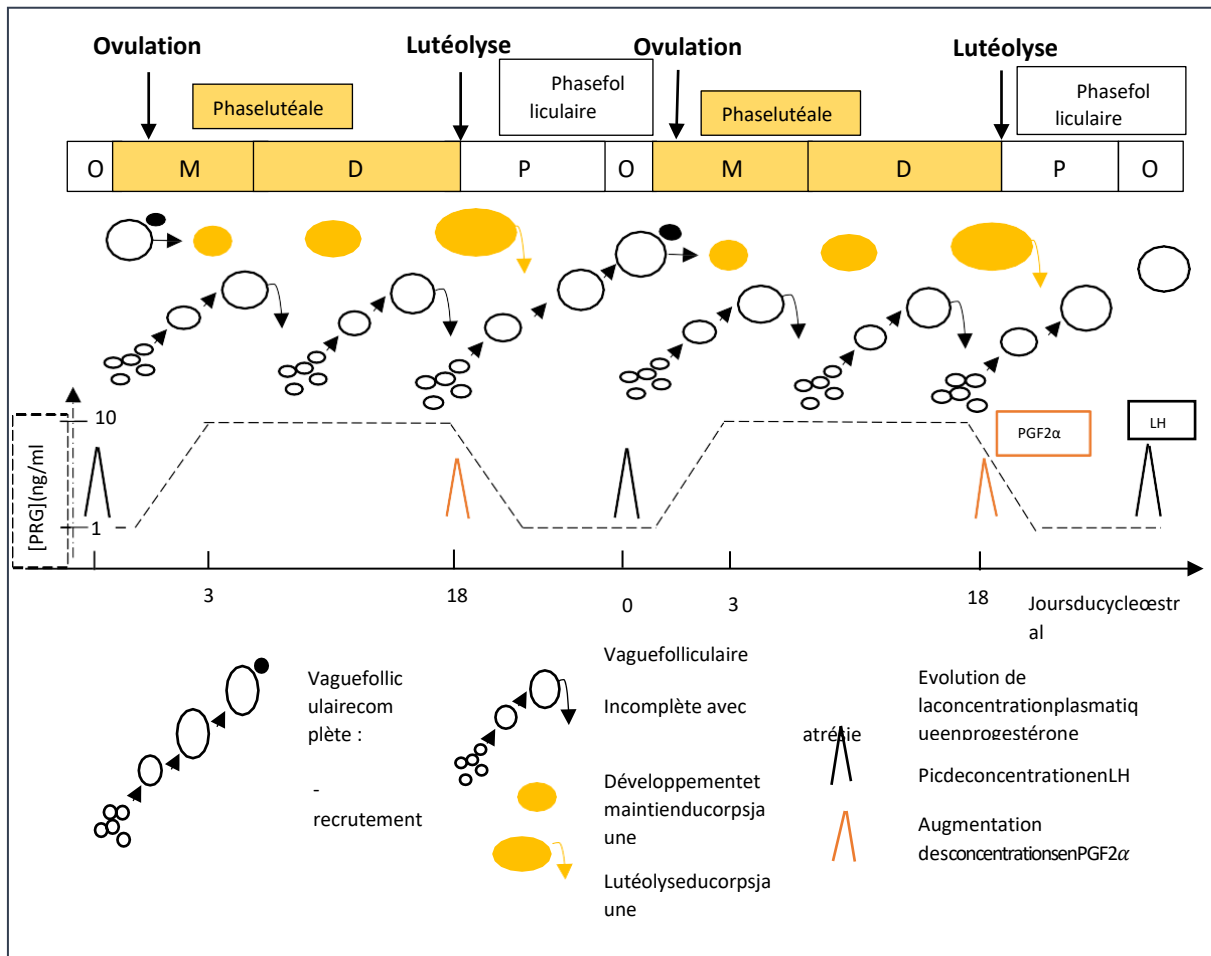 Ovulation
Lutéolyse
Ovulation
Lutéolyse
Phaselutéale
Phasefol
liculaire
Phaselutéale
Phasefol
liculaire
O M D P O M D P O
10
PGF2α
LH
[PRG](ng/ml)
1
3 18 0 3 18
Joursducycleœstr
al
Vaguefollic
ulairecom
plète :
-
recrutement
Vaguefolliculaire
Incomplète avec
atrésie
Développementet
maintienducorpsja
une
Lutéolyseducorpsja
une
Evolution de
laconcentrationplasmatiq
ueenprogestérone
PicdeconcentrationenLH
Augmentation
desconcentrationsenPGF2α